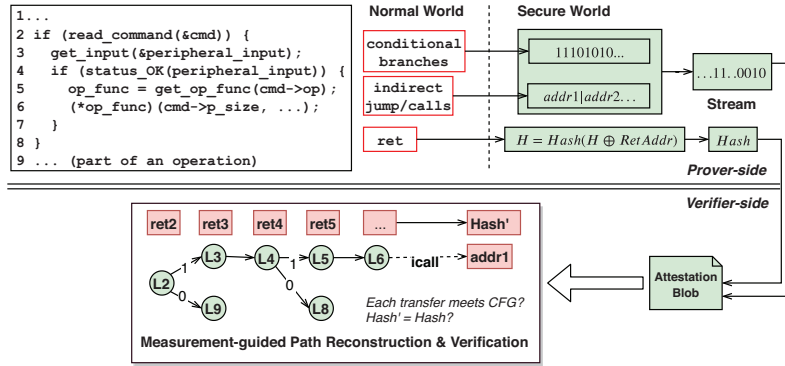 1...
2 if (read_command(&cmd)) {
3 get_input(&peripheral_input);
4 if (status_OK(peripheral_input)) {
5 op_func = get_op_func(cmd->op);
6 (*op_func)(cmd->p_size, ...);
7 }
8 }
9 ... (part of an operation)
Normal World
Secure World
conditional
branches
11101010...
indirect
jump/calls
addr1|addr2...
...11..0010
Stream
ret
H = Hash(H ⊕ RetAddr)
Hash
Prover-side
Verifier-side
ret2 ret3 ret4 ret5 ... Hash'
L2 1 L3 L4 1 L5 L6 icall addr1
0 L9 0 L8
Each transfer meets CFG?
Hash' = Hash?
Measurement-guided Path Reconstruction & Verification
Attestation
Blob